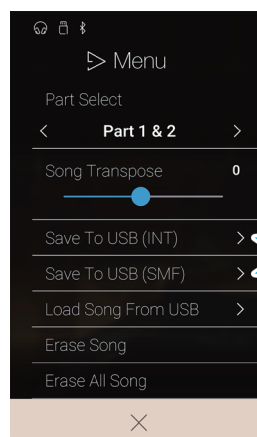 Menu
Part Select
Part 1 & 2
Song Transpose 0
Save To USB (INT)
Save To USB (SMF)
Load Song From USB
Erase Song
Erase All Song